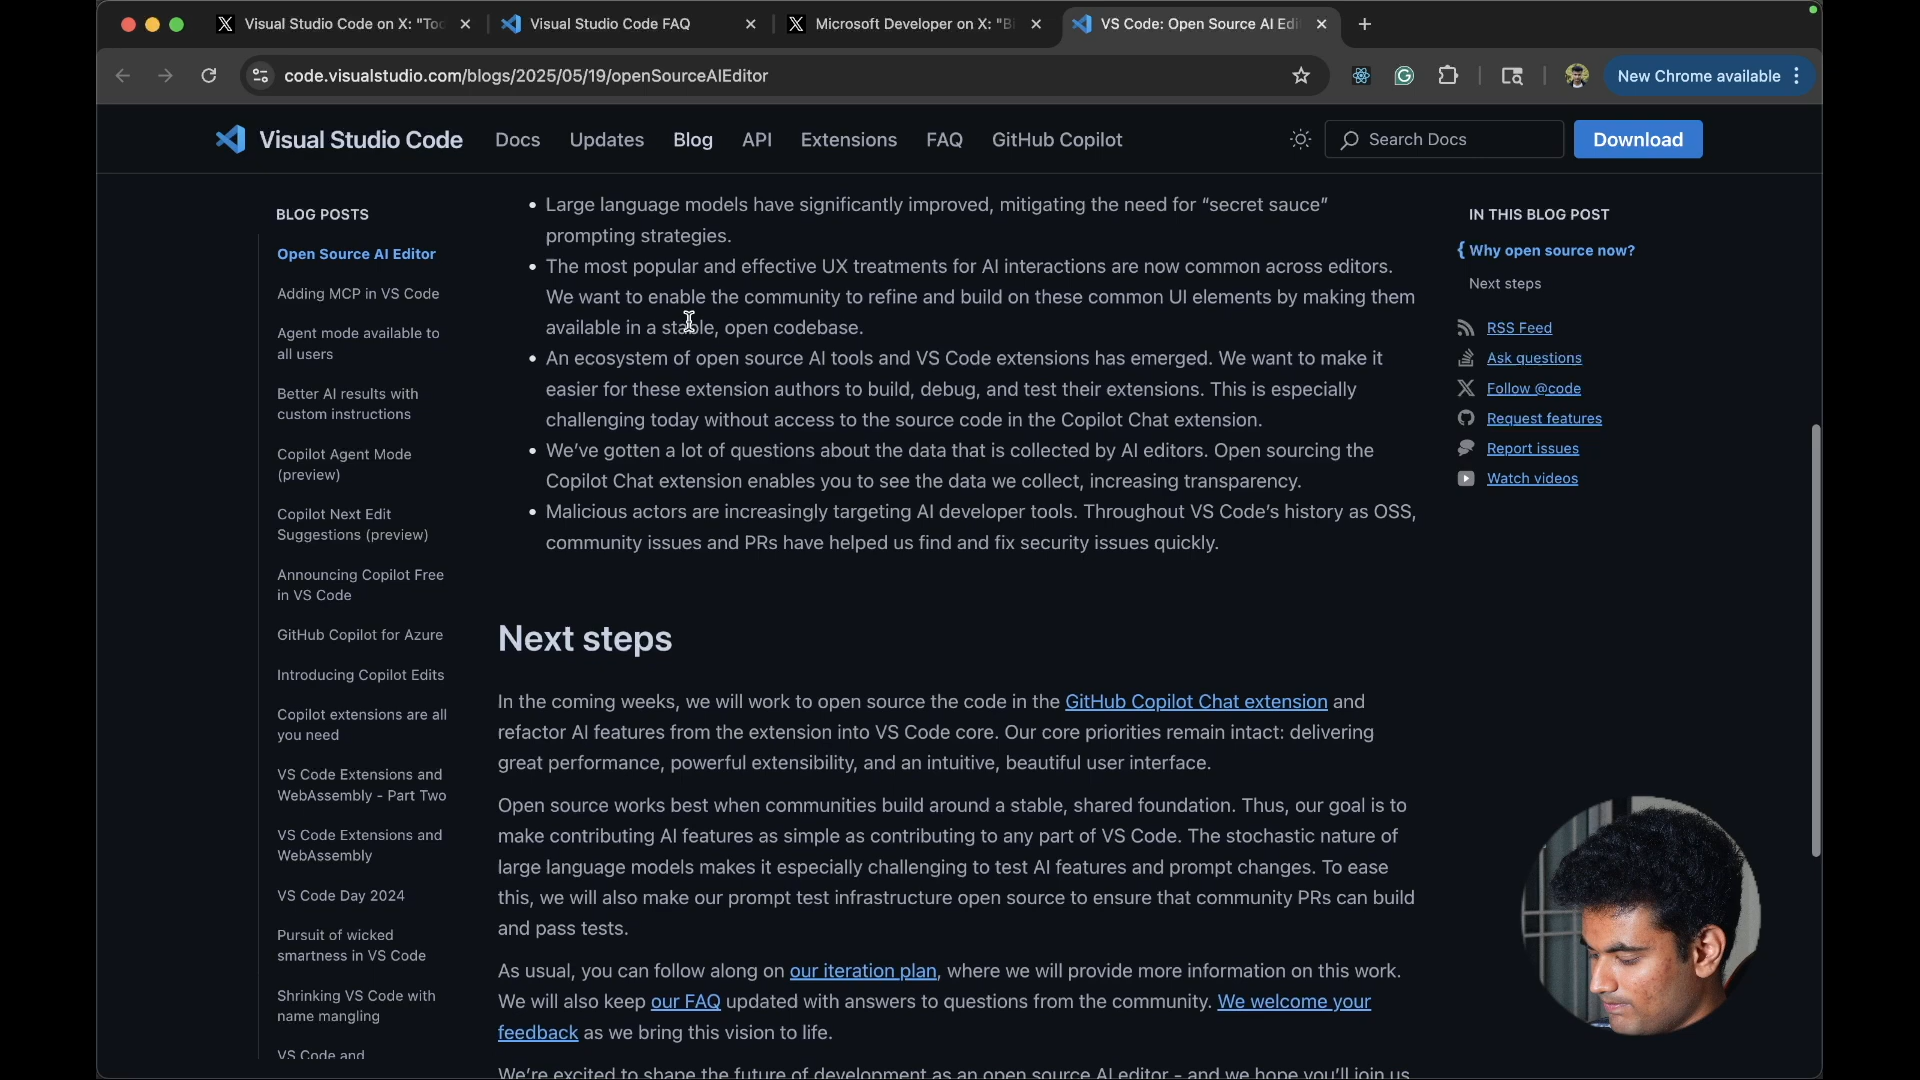 Visual Studio Code on X: "Too
Visual Studio Code FAQ
Microsoft Developer on X: "Bi
VS Code: Open Source AI Edi
code.visualstudio.com/blogs/2025/05/19/openSourceAIEditor
New Chrome available
Visual Studio Code
Docs
Updates
Blog
API
Extensions
FAQ
GitHub Copilot
Search Docs
Download
BLOG POSTS
Open Source AI Editor
Adding MCP in VS Code
Agent mode available to
all users
Better AI results with
custom instructions
Copilot Agent Mode
(preview)
Copilot Next Edit
Suggestions (preview)
Announcing Copilot Free
in VS Code
GitHub Copilot for Azure
Introducing Copilot Edits
Copilot extensions are all
you need
VS Code Extensions and
WebAssembly - Part Two
VS Code Extensions and
WebAssembly
VS Code Day 2024
Pursuit of wicked
smartness in VS Code
Shrinking VS Code with
name mangling
VS Code and
• Large language models have significantly improved, mitigating the need for “secret sauce”
prompting strategies.
• The most popular and effective UX treatments for AI interactions are now common across editors.
We want to enable the community to refine and build on these common UI elements by making them
available in a stable, open codebase.
• An ecosystem of open source AI tools and VS Code extensions has emerged. We want to make it
easier for these extension authors to build, debug, and test their extensions. This is especially
challenging today without access to the source code in the Copilot Chat extension.
• We’ve gotten a lot of questions about the data that is collected by AI editors. Open sourcing the
Copilot Chat extension enables you to see the data we collect, increasing transparency.
• Malicious actors are increasingly targeting AI developer tools. Throughout VS Code’s history as OSS,
community issues and PRs have helped us find and fix security issues quickly.
Next steps
In the coming weeks, we will work to open source the code in the GitHub Copilot Chat extension and
refactor AI features from the extension into VS Code core. Our core priorities remain intact: delivering
great performance, powerful extensibility, and an intuitive, beautiful user interface.
Open source works best when communities build around a stable, shared foundation. Thus, our goal is to
make contributing AI features as simple as contributing to any part of VS Code. The stochastic nature of
large language models makes it especially challenging to test AI features and prompt changes. To ease
this, we will also make our prompt test infrastructure open source to ensure that community PRs can build
and pass tests.
As usual, you can follow along on our iteration plan, where we will provide more information on this work.
We will also keep our FAQ updated with answers to questions from the community. We welcome your
feedback as we bring this vision to life.
We’re excited to shape the future of development as an open source AI editor - and we hope you’ll join us
IN THIS BLOG POST
{ Why open source now?
Next steps
RSS Feed
Ask questions
Follow @code
Request features
Report issues
Watch videos